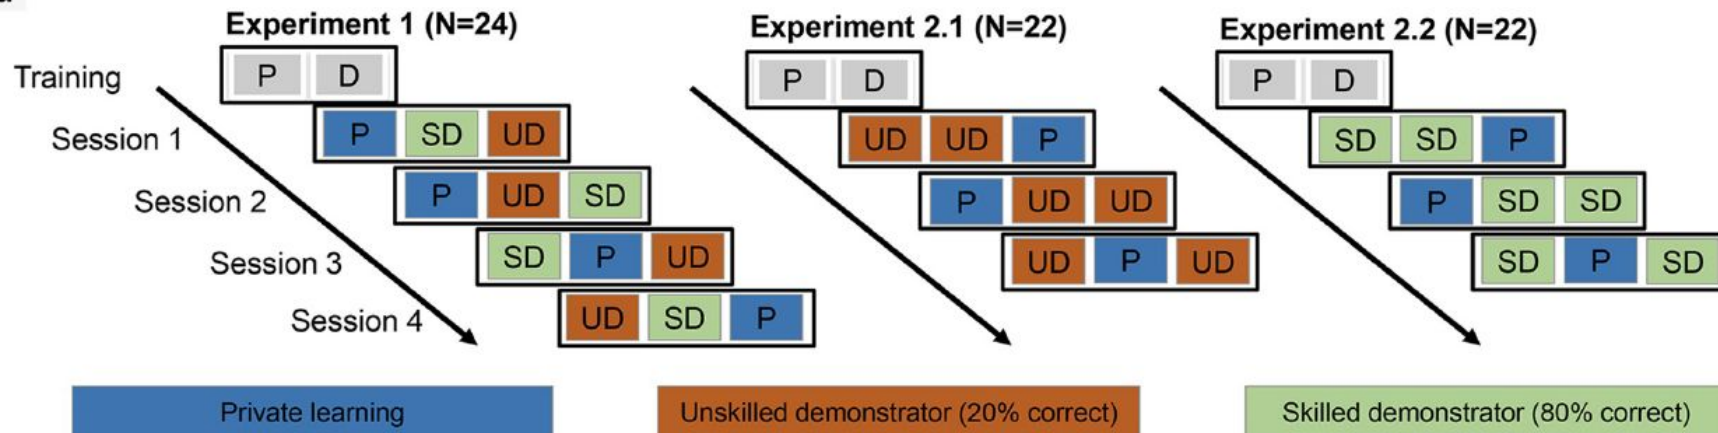 Experiment 1 (N=24) Experiment 2.1 (N=22) Experiment 2.2 (N=22)
Training P D P D P D
Session 1 P SD UD UD UD P SD SD P
Session 2 P UD SD P UD UD P SD SD
Session 3 SD P UD UD P UD SD P SD
Session 4 UD SD P
Private learning Unskilled demonstrator (20% correct) Skilled demonstrator (80% correct)